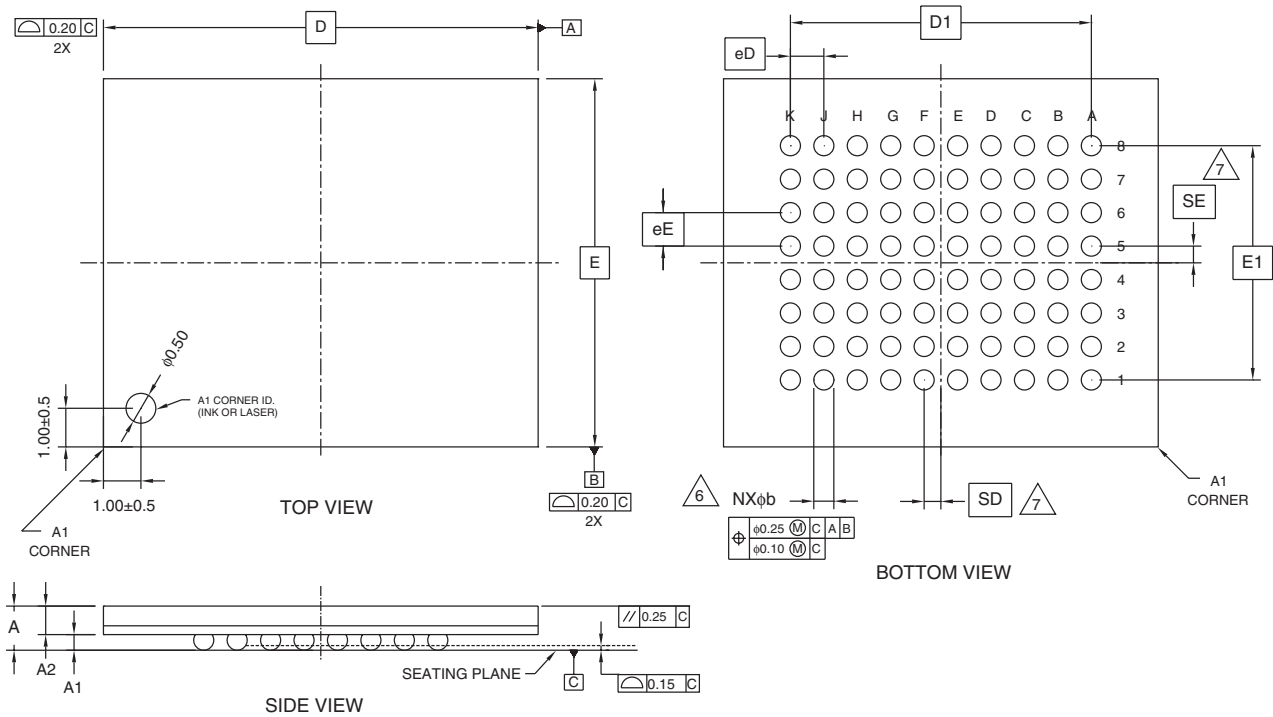 0.20 C
2X
D
A
E
φ0.50
A1 CORNER ID.
(INK OR LASER)
1.00±0.5
1.00±0.5
A1
CORNER
TOP VIEW
B
0.20 C
2X
D1
eD
K J H G F E D C B A
8
7
6
5
4
3
2
1
7
SE
eE
E1
6
NXφb
φ0.25 M C A B
φ0.10 M C
SD
7
A1
CORNER
BOTTOM VIEW
A
A2
A1
// 0.25 C
SEATING PLANE
C
0.15 C
SIDE VIEW